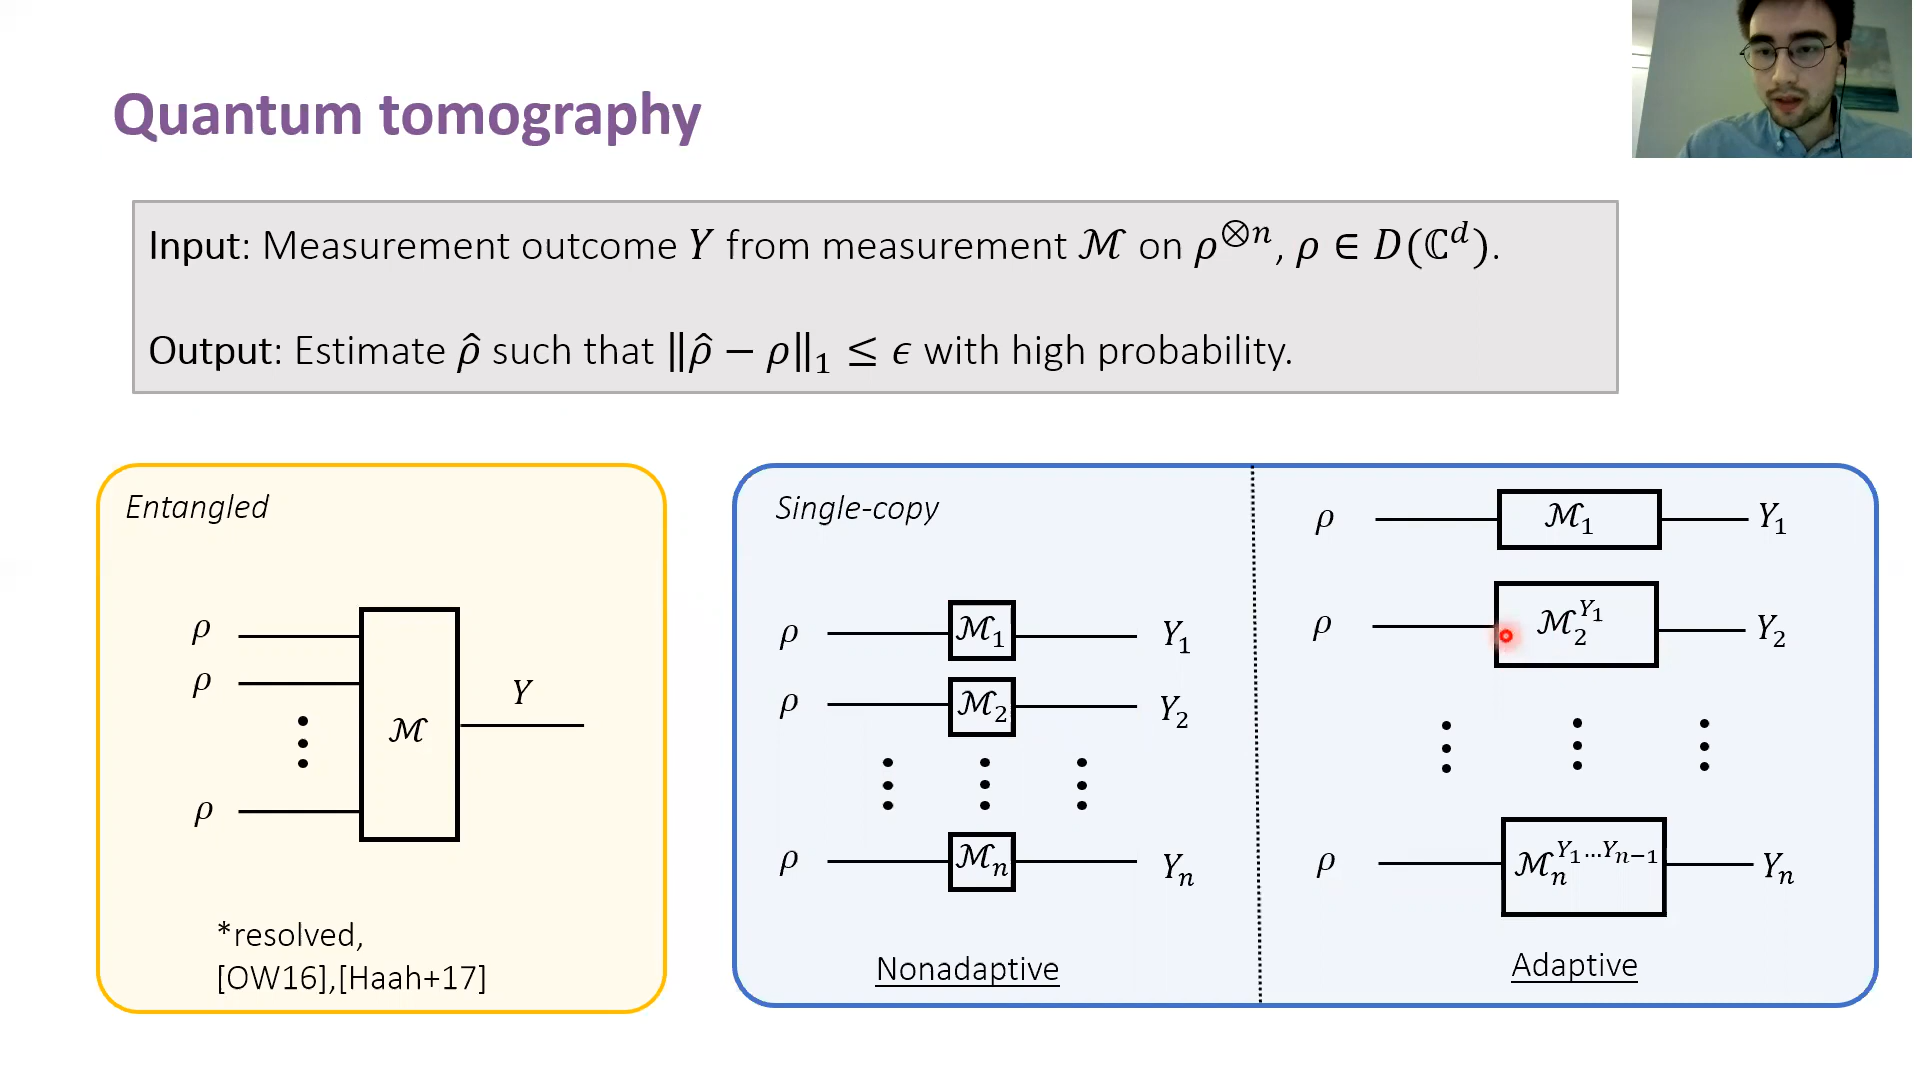 Quantum tomography
Input: Measurement outcome Y from measurement ℳ on ρ^{⊗n}, ρ ∈ D(ℂ^d).
Output: Estimate ρ̂ such that ‖ρ̂ − ρ‖₁ ≤ ϵ with high probability.
Entangled
ρ
ρ
ρ
ℳ
Y
*resolved,
[OW16],[Haah+17]
Single-copy
ρ ℳ₁ Y₁
ρ ℳ₂ Y₂
ρ ℳₙ Yₙ
Nonadaptive
ρ ℳ₁ Y₁
ρ ℳ₂^{Y₁} Y₂
ρ ℳₙ^{Y₁…Yₙ₋₁} Yₙ
Adaptive